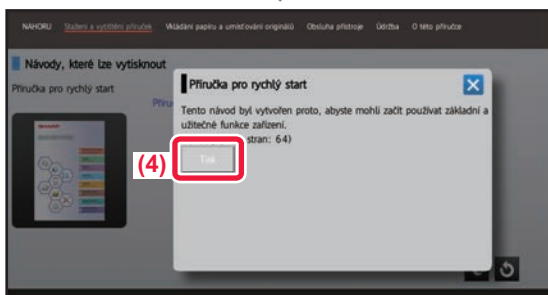 NAHORU Stažení a vytištění příruček Vkládání papíru a umisťování originálů Obsluha přístroje Údržba O této příručce
Návody, které lze vytisknout
Příručka pro rychlý start
Příručka pro rychlý start
Tento návod byl vytvořen proto, abyste mohli začít používat základní a
užitečné funkce zařízení.
stran: 64)
Tisk
(4)